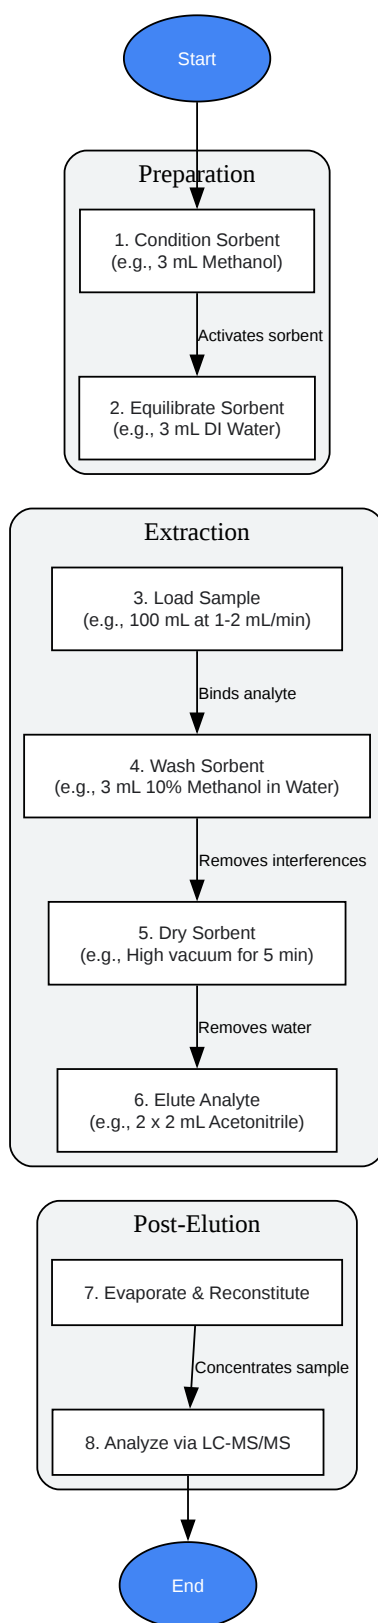 Start
Preparation
1. Condition Sorbent
(e.g., 3 mL Methanol)
Activates sorbent
2. Equilibrate Sorbent
(e.g., 3 mL DI Water)
Extraction
3. Load Sample
(e.g., 100 mL at 1-2 mL/min)
Binds analyte
4. Wash Sorbent
(e.g., 3 mL 10% Methanol in Water)
Removes interferences
5. Dry Sorbent
(e.g., High vacuum for 5 min)
Removes water
6. Elute Analyte
(e.g., 2 x 2 mL Acetonitrile)
Post-Elution
7. Evaporate & Reconstitute
Concentrates sample
8. Analyze via LC-MS/MS
End